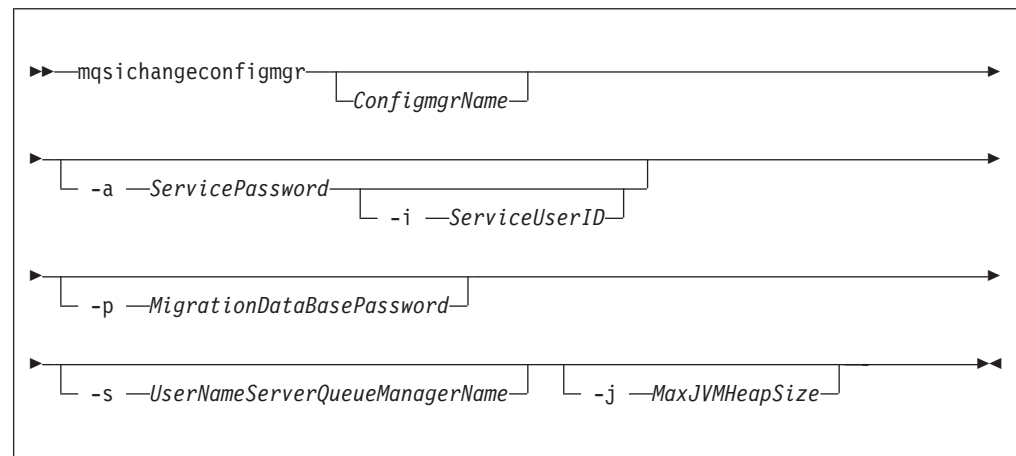 mqsichangeconfigmgr
ConfigmgrName
-a ServicePassword
-i ServiceUserID
-p MigrationDataBasePassword
-s UserNameServerQueueManagerName -j MaxJVMHeapSize